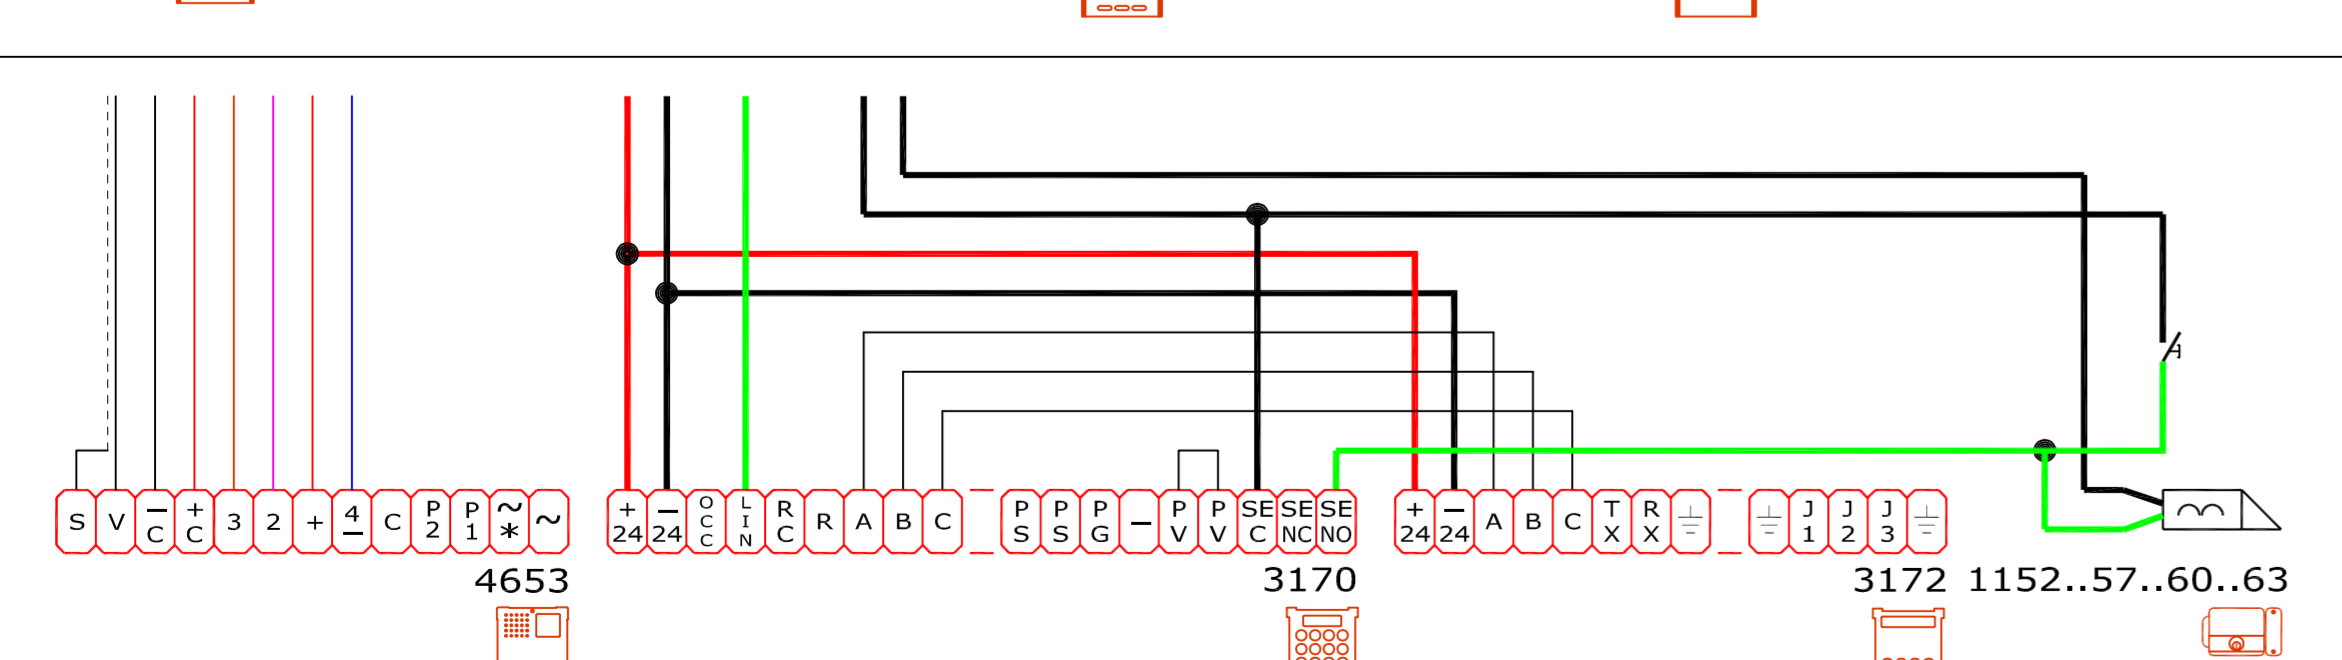 S V — C + C 3 2 + 4 — C P 2 P 1 ~ * ~
+ 24 — 24 O C C L I N R C R A B C
P S P S P G — P V P V SE C SE NC SE NO
+ 24 — 24 A B C T X R X
J 1 J 2 J 3
4653
3170
3172
1152..57..60..63